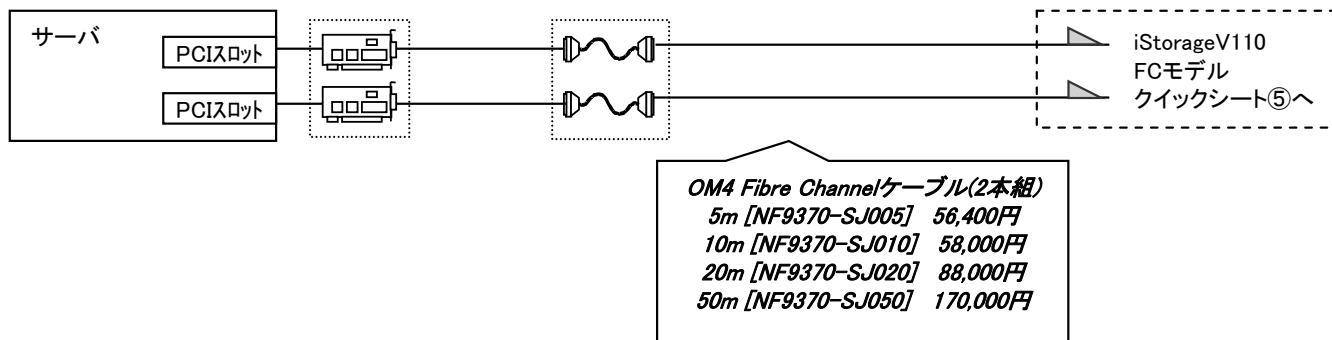 サーバ
PCIスロット
PCIスロット
iStorageV110
FCモデル
クイックシート⑤へ
OM4 Fibre Channelケーブル(2本組)
5m [NF9370-SJ005] 56,400円
10m [NF9370-SJ010] 58,000円
20m [NF9370-SJ020] 88,000円
50m [NF9370-SJ050] 170,000円